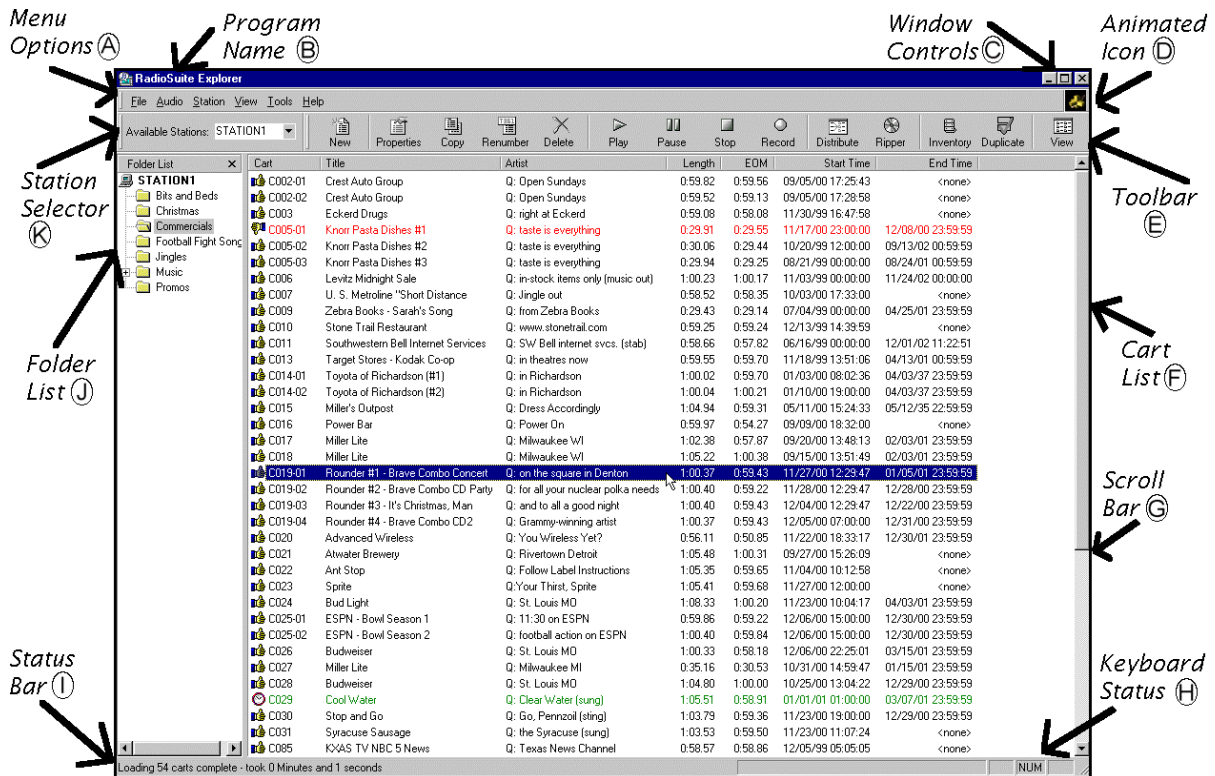 Menu Options Ⓐ
Program Name Ⓑ
Window Controls Ⓒ
Animated Icon Ⓓ
RadioSuite Explorer
File Audio Station View Tools Help
Available Stations: STATION1
New Properties Copy Renumber Delete Play Pause Stop Record Distribute Ripper Inventory Duplicate View
Station Selector Ⓚ
Folder List Ⓙ
Status Bar Ⓘ
Toolbar Ⓔ
Cart List Ⓕ
Scroll Bar Ⓖ
Keyboard Status Ⓗ
Folder List x
STATION1
Bits and Beds
Christmas
Commercials
Football Fight Song
Jingles
Music
Promos
Cart Title Artist Length EOM Start Time End Time
C002-01 Crest Auto Group Q: Open Sundays 0:59.82 0:59.56 09/05/00 17:25:43 <none>
C002-02 Crest Auto Group Q: Open Sundays 0:59.52 0:59.13 09/05/00 17:28:58 <none>
C003 Eckerd Drugs Q: right at Eckerd 0:59.08 0:58.08 11/30/99 16:47:58 <none>
C005-01 Knorr Pasta Dishes #1 Q: taste is everything 0:29.91 0:29.55 11/17/00 23:00:00 12/08/00 23:59:59
C005-02 Knorr Pasta Dishes #2 Q: taste is everything 0:30.06 0:29.44 10/20/99 12:00:00 09/13/02 00:59:59
C005-03 Knorr Pasta Dishes #3 Q: taste is everything 0:29.94 0:29.25 08/21/99 00:00:00 08/24/01 00:59:59
C006 Levitz Midnight Sale Q: in-stock items only (music out) 1:00.23 1:00.17 11/03/99 00:00:00 11/24/02 00:00:00
C007 U. S. Metroline "Short Distance Q: Jingle out 0:58.52 0:58.35 10/03/00 17:33:00 <none>
C009 Zebra Books - Sarah's Song Q: from Zebra Books 0:29.43 0:29.14 07/04/99 00:00:00 04/25/01 23:59:59
C010 Stone Trail Restaurant Q: www.stonetrail.com 0:59.25 0:59.24 12/13/99 14:39:59 <none>
C011 Southwestern Bell Internet Services Q: SW Bell internet svcs. (stab) 0:58.66 0:57.82 06/16/99 00:00:00 12/01/02 11:22:51
C013 Target Stores - Kodak Co-op Q: in theatres now 0:59.55 0:59.70 11/18/99 13:51:06 04/13/01 00:59:59
C014-01 Toyota of Richardson (#1) Q: in Richardson 1:00.02 0:59.70 01/03/00 08:02:36 04/03/37 23:59:59
C014-02 Toyota of Richardson (#2) Q: in Richardson 1:00.04 1:00.21 01/10/00 19:00:00 04/03/37 23:59:59
C015 Miller's Outpost Q: Dress Accordingly 1:04.94 0:59.31 05/11/00 15:24:33 05/12/35 22:59:59
C016 Power Bar Q: Power On 0:59.97 0:54.27 09/09/00 18:32:00 <none>
C017 Miller Lite Q: Milwaukee WI 1:02.38 0:57.87 09/20/00 13:48:13 02/03/01 23:59:59
C018 Miller Lite Q: Milwaukee WI 1:05.22 1:00.38 09/15/00 13:51:49 02/03/01 23:59:59
C019-01 Rounder #1 - Brave Combo Concert Q: on the square in Denton 1:00.37 0:59.43 11/27/00 12:29:47 01/05/01 23:59:59
C019-02 Rounder #2 - Brave Combo CD Party Q: for all your nuclear polka needs 1:00.40 0:59.22 11/28/00 12:29:47 12/28/00 23:59:59
C019-03 Rounder #3 - It's Christmas, Man Q: and to all a good night 1:00.40 0:59.43 12/04/00 12:29:47 12/22/00 23:59:59
C019-04 Rounder #4 - Brave Combo CD2 Q: Grammy-winning artist 1:00.37 0:59.43 12/05/00 07:00:00 12/31/00 23:59:59
C020 Advanced Wireless Q: You Wireless Yet? 0:56.11 0:50.85 11/22/00 18:33:17 12/30/01 23:59:59
C021 Atwater Brewery Q: Rivertown Detroit 1:05.48 1:00.31 09/27/00 15:26:09 <none>
C022 Ant Stop Q: Follow Label Instructions 1:05.35 0:59.65 11/04/00 10:12:58 <none>
C023 Sprite Q:Your Thirst, Sprite 1:05.41 0:59.68 11/27/00 12:00:00 <none>
C024 Bud Light Q: St. Louis MO 1:08.33 1:00.20 11/23/00 10:04:17 04/03/01 23:59:59
C025-01 ESPN - Bowl Season 1 Q: 11:30 on ESPN 0:59.86 0:59.22 12/06/00 15:00:00 12/30/00 23:59:59
C025-02 ESPN - Bowl Season 2 Q: football action on ESPN 1:00.40 0:59.84 12/06/00 15:00:00 12/30/00 23:59:59
C026 Budweiser Q: St. Louis MO 1:00.33 0:58.18 12/06/00 22:25:01 03/15/01 23:59:59
C027 Miller Lite Q: Milwaukee MI 0:35.16 0:30.53 10/31/00 14:59:47 01/15/01 23:59:59
C028 Budweiser Q: St. Louis MO 1:04.80 1:00.00 10/25/00 13:04:22 12/29/00 23:59:59
C029 Cool Water Q: Clear Water (sung) 1:05.51 0:58.91 01/01/01 01:00:00 03/07/01 23:59:59
C030 Stop and Go Q: Go, Pennzoil (sting) 1:03.79 0:59.36 11/23/00 19:00:00 12/29/00 23:59:59
C031 Syracuse Sausage Q: the Syracuse (sung) 1:03.53 0:59.50 11/23/00 11:07:24 <none>
C085 KXAS TV NBC 5 News Q: Texas News Channel 0:58.57 0:58.86 12/05/99 05:05:05 <none>
Loading 54 carts complete - took 0 Minutes and 1 seconds
NUM